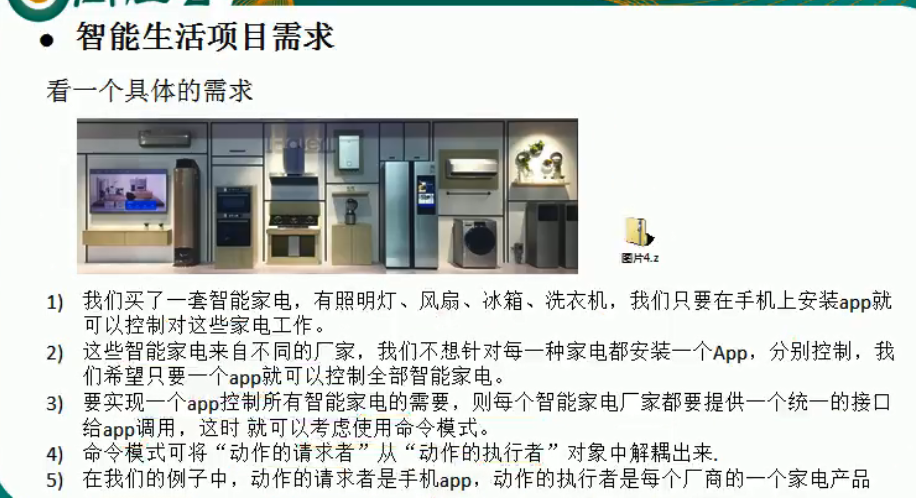 • 智能生活项目需求
看一个具体的需求
图片4.z
1) 我们买了一套智能家电，有照明灯、风扇、冰箱、洗衣机，我们只要在手机上安装app就
可以控制对这些家电工作。
2) 这些智能家电来自不同的厂家，我们不想针对每一种家电都安装一个App，分别控制，我
们希望只要一个app就可以控制全部智能家电。
3) 要实现一个app控制所有智能家电的需要，则每个智能家电厂家都要提供一个统一的接口
给app调用，这时 就可以考虑使用命令模式。
4) 命令模式可将“动作的请求者”从“动作的执行者”对象中解耦出来.
5) 在我们的例子中，动作的请求者是手机app，动作的执行者是每个厂商的一个家电产品